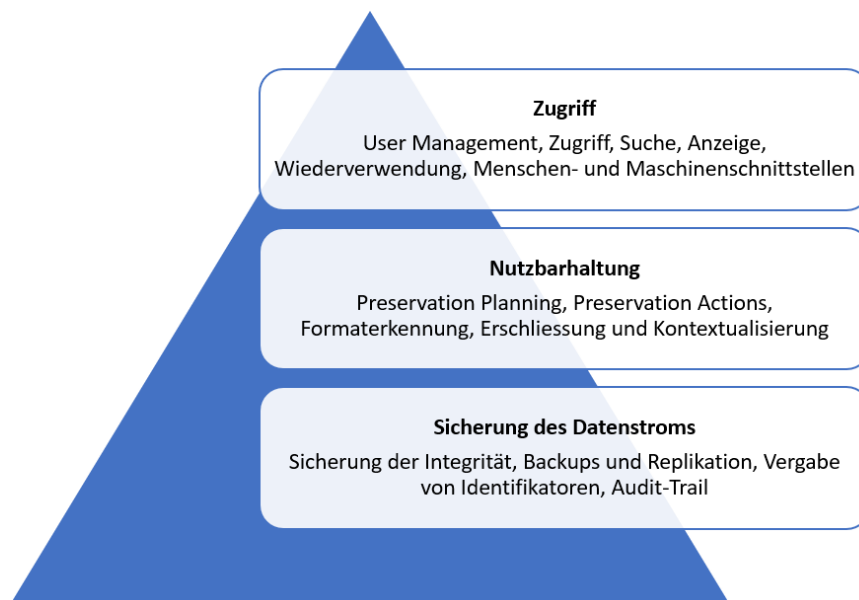 Zugriff
User Management, Zugriff, Suche, Anzeige,
Wiederverwendung, Menschen- und Maschinenschnittstellen
Nutzbarhaltung
Preservation Planning, Preservation Actions,
Formaterkennung, Erschliessung und Kontextualisierung
Sicherung des Datenstroms
Sicherung der Integrität, Backups und Replikation, Vergabe
von Identifikatoren, Audit-Trail